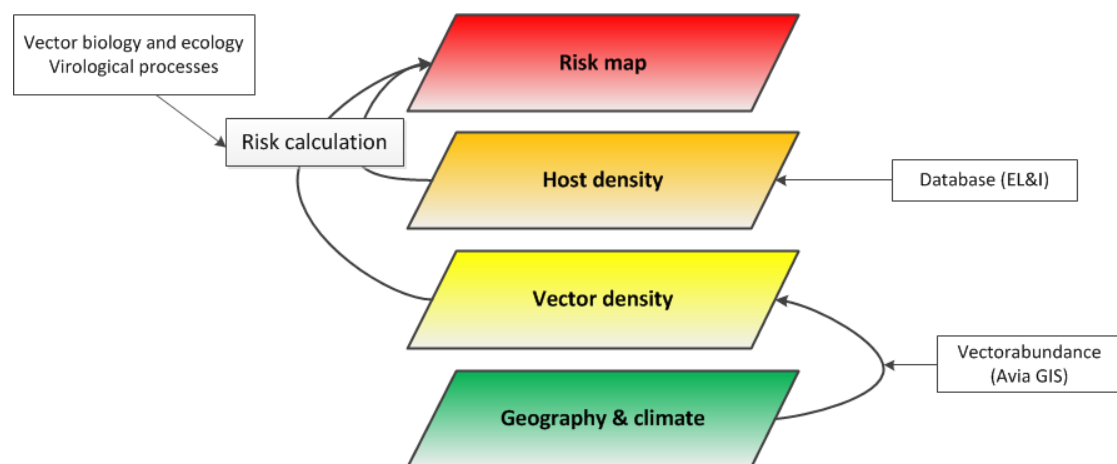 Vector biology and ecology
Virological processes
Risk map
Risk calculation
Host density
Database (EL&I)
Vector density
Vectorabundance
(Avia GIS)
Geography & climate